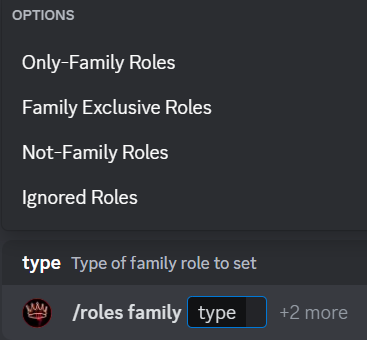 OPTIONS
Only-Family Roles
Family Exclusive Roles
Not-Family Roles
Ignored Roles
type Type of family role to set
/roles family type +2 more